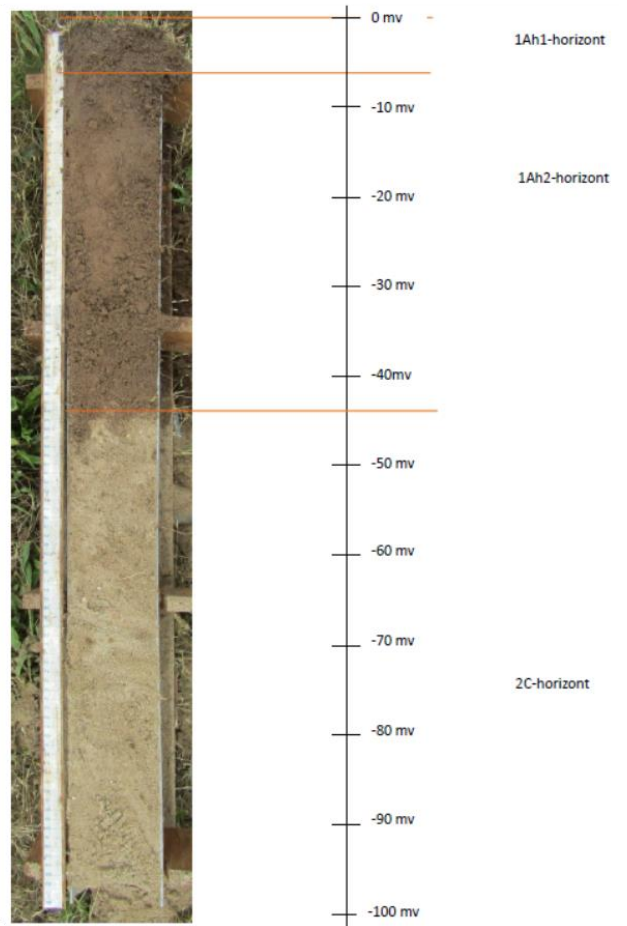 0 mv
1Ah1-horizont
-10 mv
1Ah2-horizont
-20 mv
-30 mv
-40mv
-50 mv
-60 mv
-70 mv
2C-horizont
-80 mv
-90 mv
-100 mv